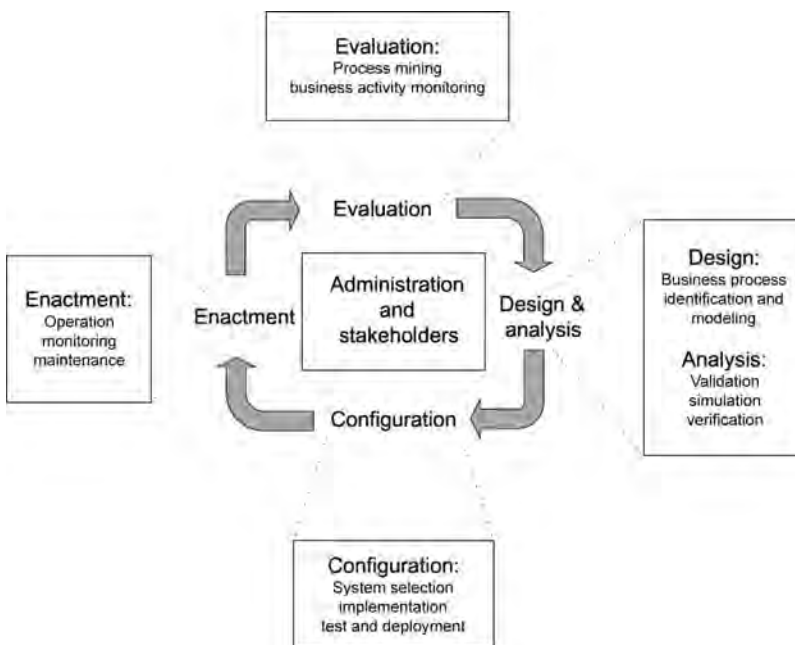 Evaluation:
Process mining
business activity monitoring
Evaluation
Administration
and
stakeholders
Enactment
Design &
analysis
Configuration
Enactment:
Operation
monitoring
maintenance
Design:
Business process
identification and
modeling
Analysis:
Validation
simulation
verification
Configuration:
System selection
implementation
test and deployment